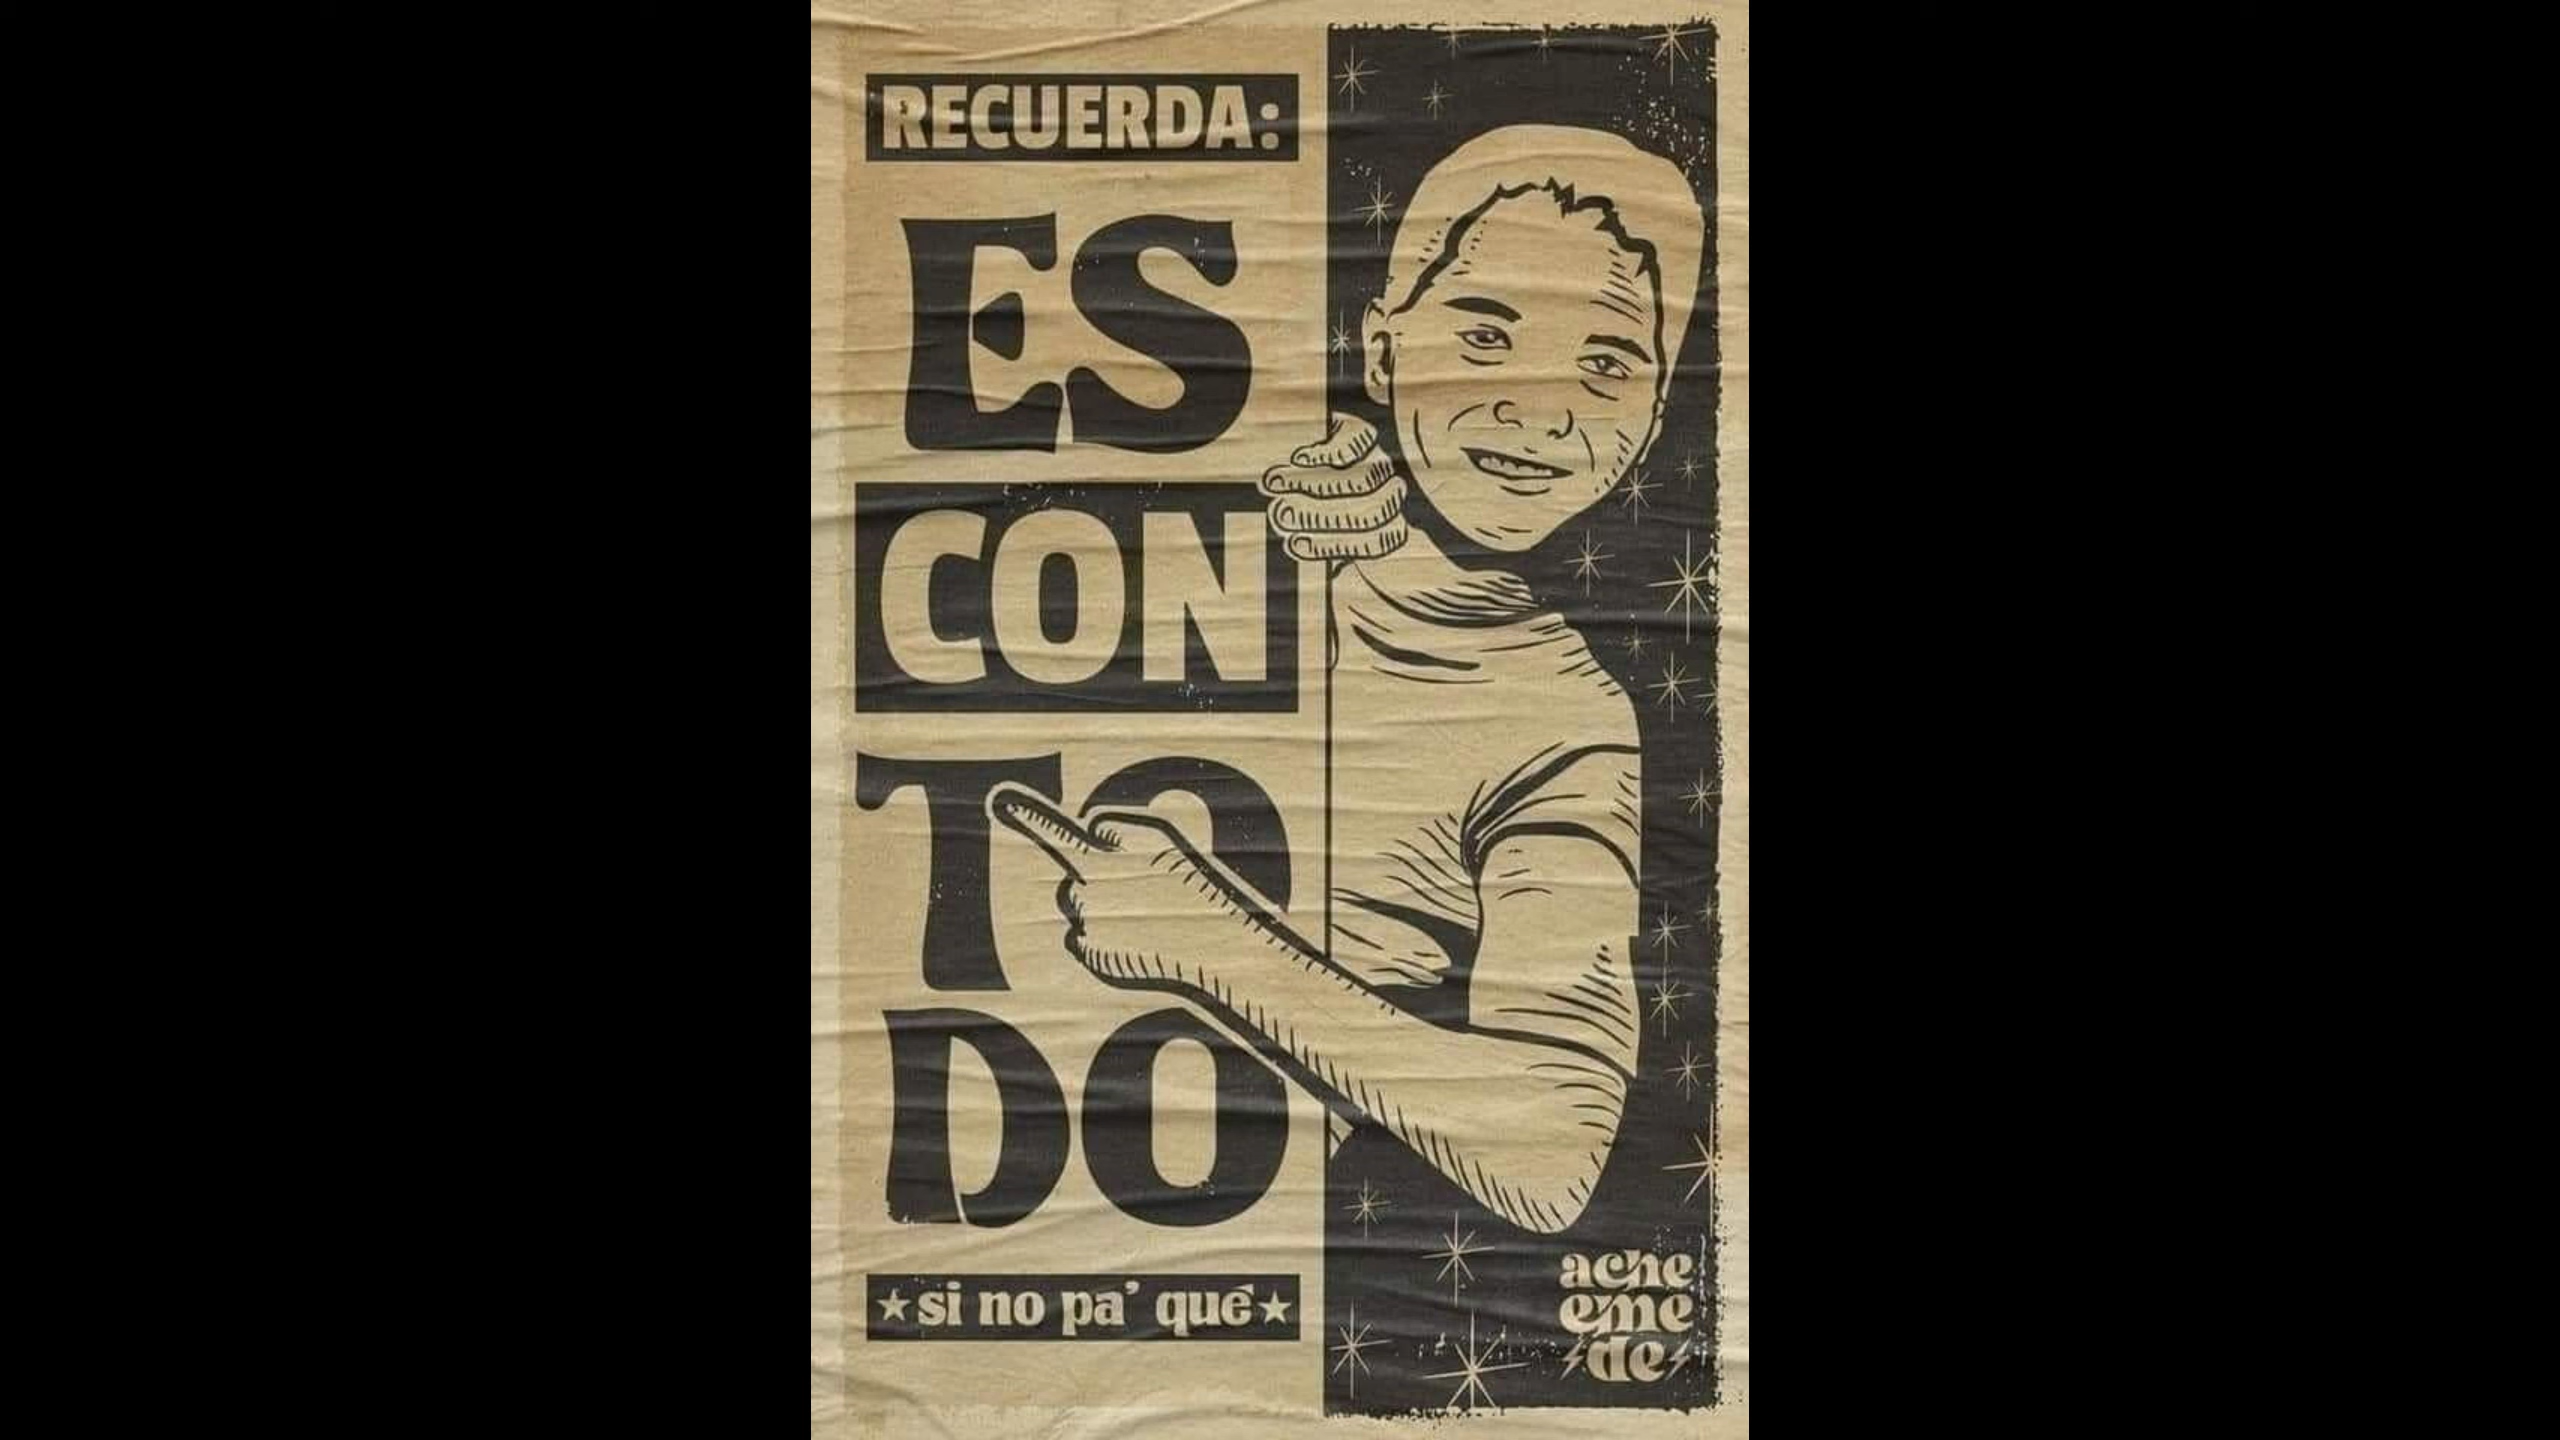 RECUERDA:
ES
CON
TO
DO
★ si no pa' qué ★
ache
eme
de